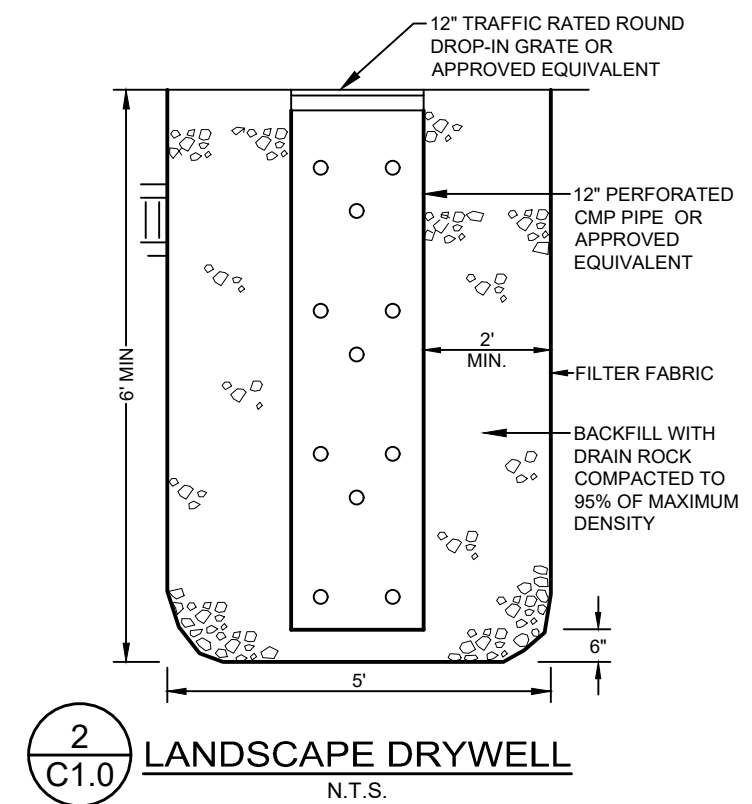 12" TRAFFIC RATED ROUND
DROP-IN GRATE OR
APPROVED EQUIVALENT
12" PERFORATED
CMP PIPE OR
APPROVED
EQUIVALENT
6' MIN
2'
MIN.
FILTER FABRIC
BACKFILL WITH
DRAIN ROCK
COMPACTED TO
95% OF MAXIMUM
DENSITY
6"
5'
2
C1.0
LANDSCAPE DRYWELL
N.T.S.